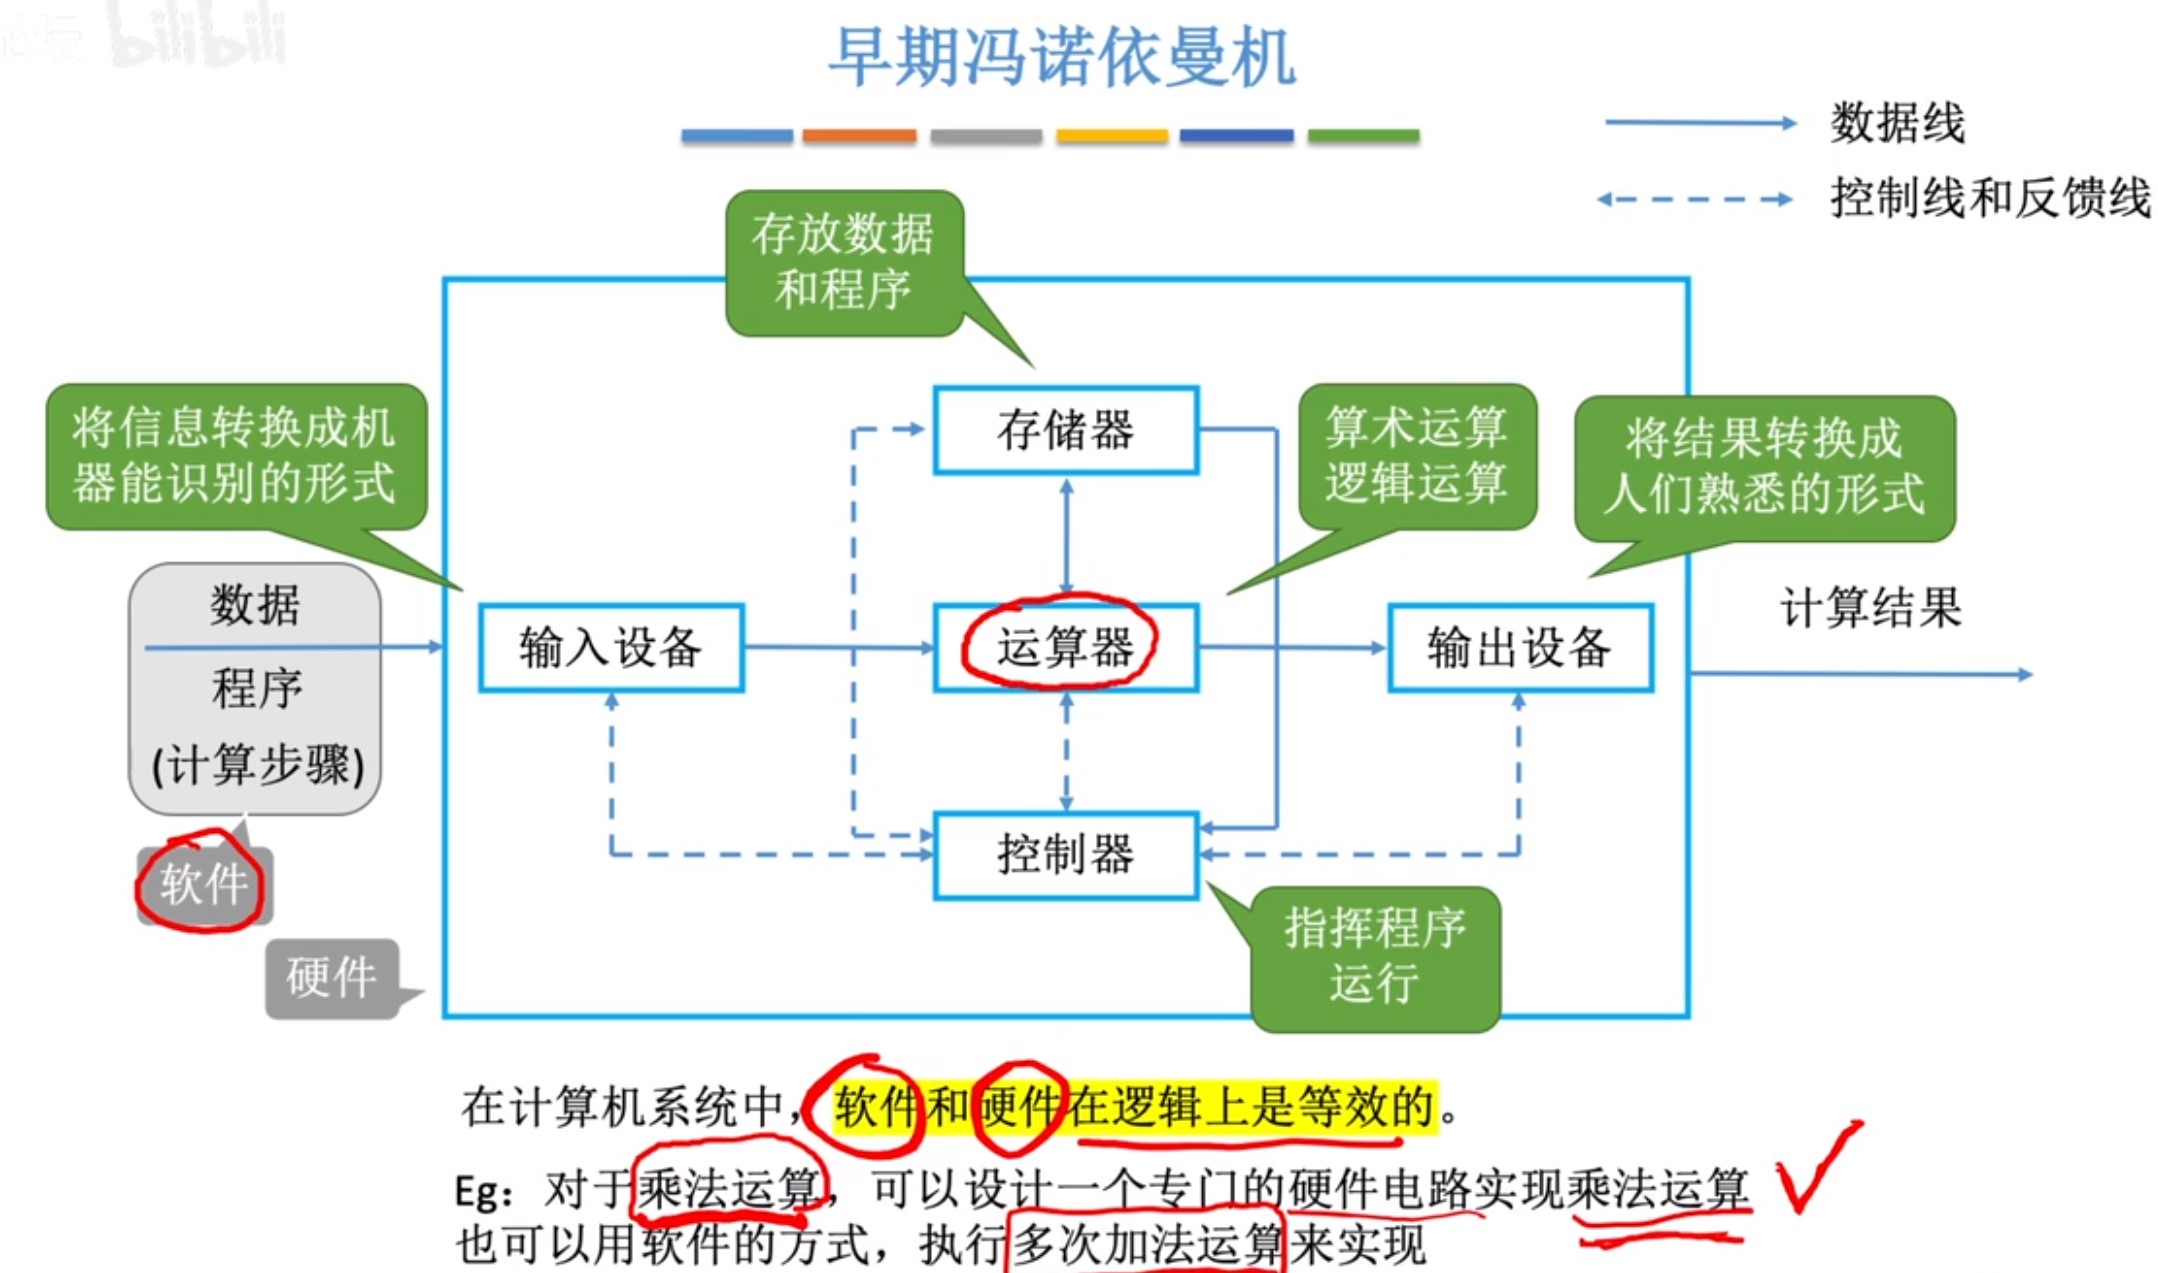 bilibili
早期冯诺依曼机
数据线
控制线和反馈线
存放数据
和程序
将信息转换成机
器能识别的形式
存储器
算术运算
逻辑运算
将结果转换成
人们熟悉的形式
数据
程序
(计算步骤)
输入设备
运算器
输出设备
计算结果
软件
硬件
控制器
指挥程序
运行
在计算机系统中，软件和硬件在逻辑上是等效的。
Eg：对于乘法运算，可以设计一个专门的硬件电路实现乘法运算
也可以用软件的方式，执行多次加法运算来实现